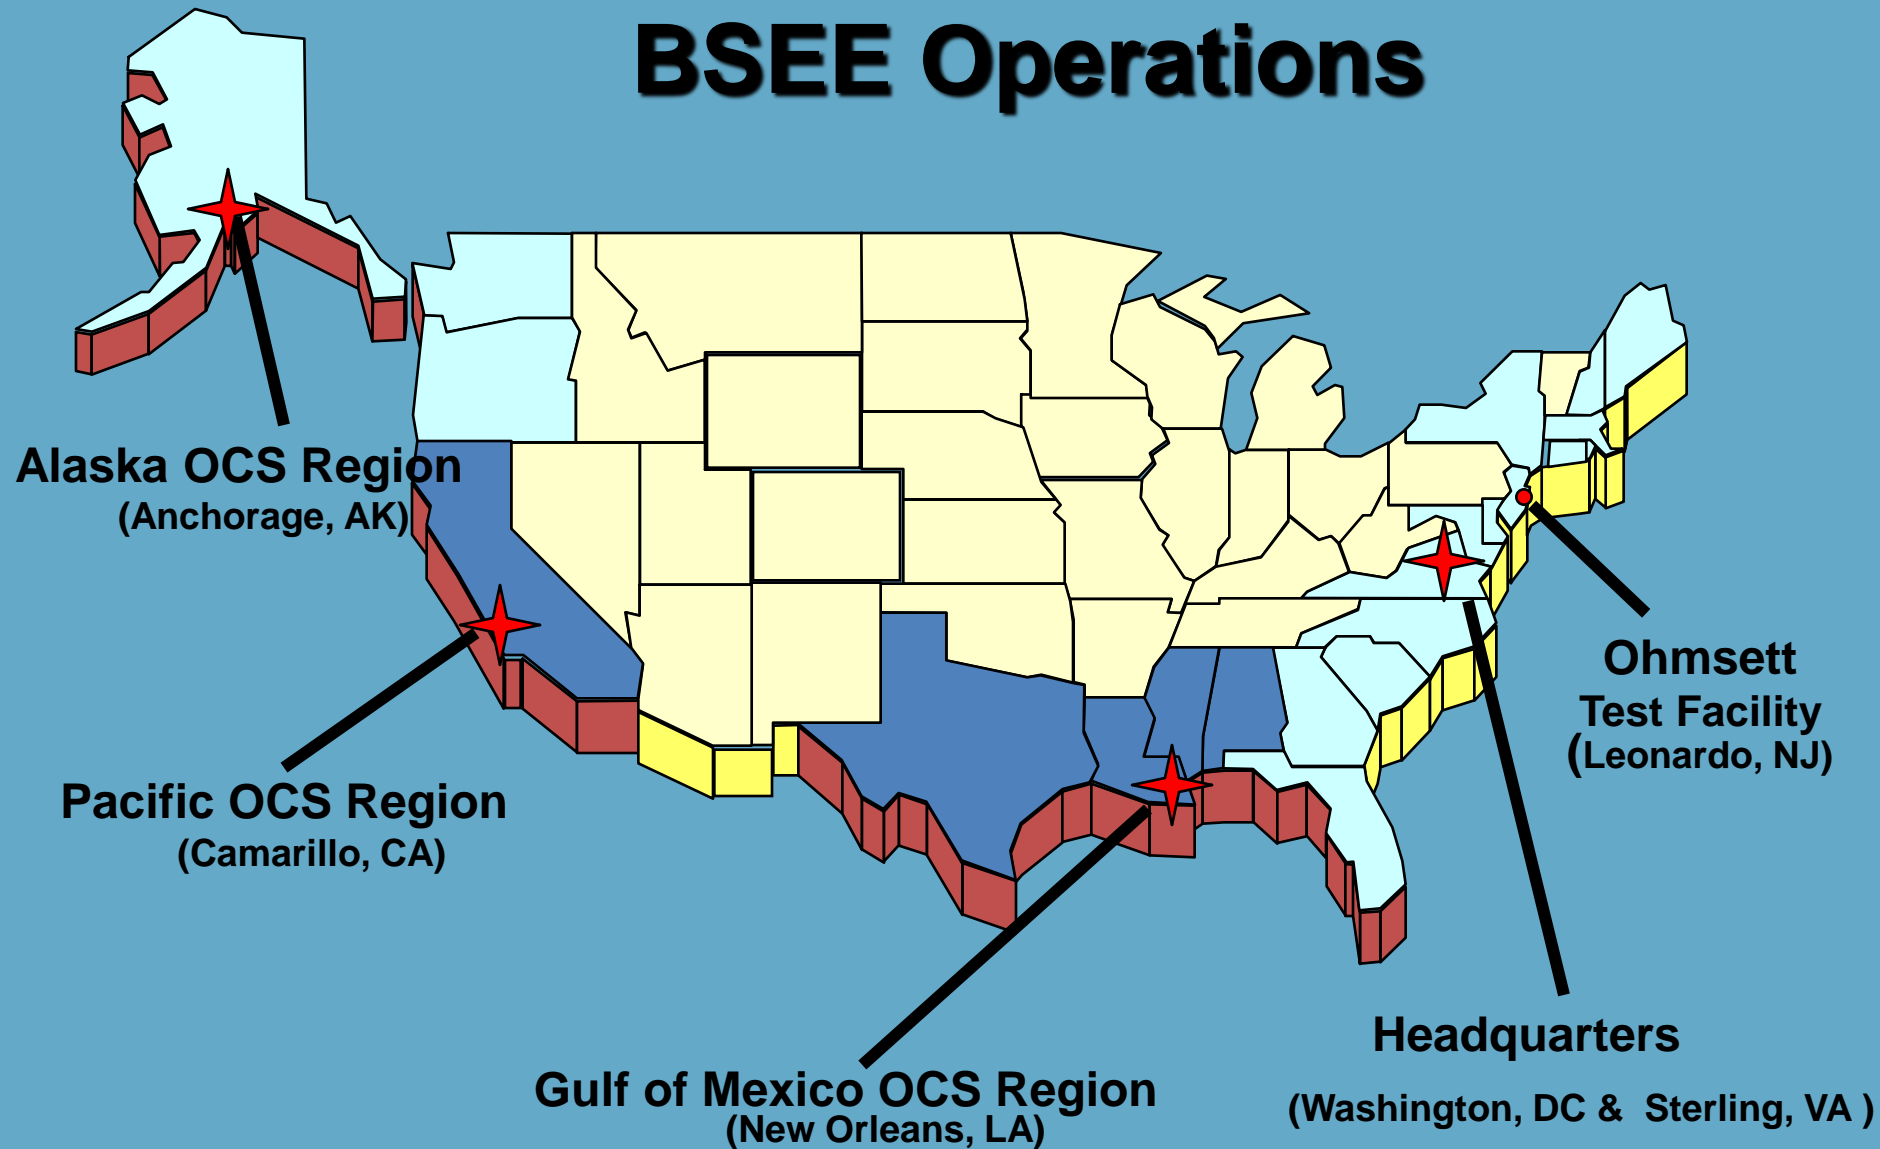 BSEE Operations
Alaska OCS Region
(Anchorage, AK)
Pacific OCS Region
(Camarillo, CA)
Gulf of Mexico OCS Region
(New Orleans, LA)
Ohmsett
Test Facility
(Leonardo, NJ)
Headquarters
(Washington, DC &  Sterling, VA )